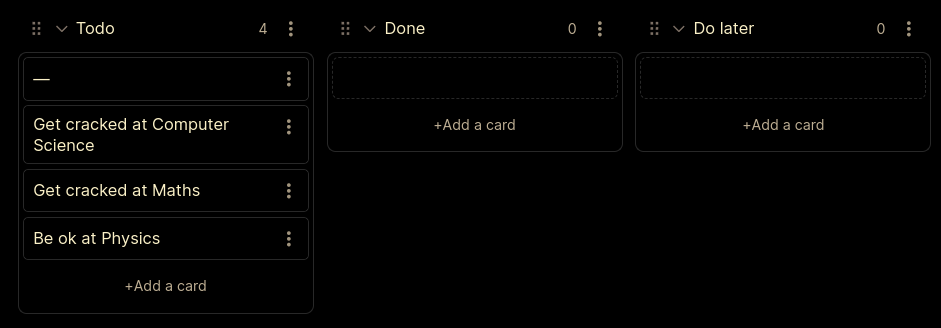 Todo 4
Done 0
Do later 0
—
Get cracked at Computer
Science
Get cracked at Maths
Be ok at Physics
+Add a card
+Add a card
+Add a card